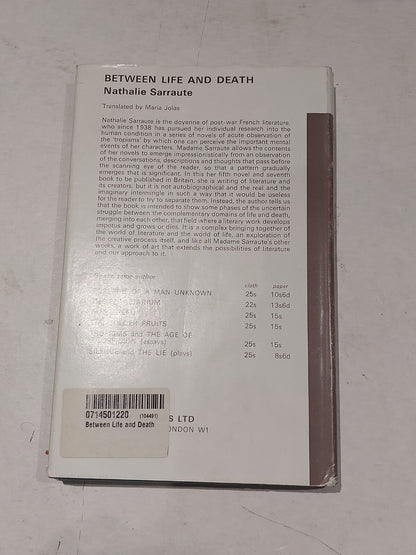 BETWEEN LIFE AND DEATH
Nathalie Sarraute
Translated by Maria Jolas
Nathalie Sarraute is the doyenne of post-war French literature,
who since 1938 has pursued her individual research into the
human condition in a series of novels of acute observation of
the 'tropisms' by which one can perceive the important mental
events of her characters. Madame Sarraute allows the contents
of her novels to emerge impressionistically from an observation
of the conversations, descriptions and thoughts that pass before
the scanning eye of the reader, so that a pattern gradually
emerges that is significant. In this her fifth novel and seventh
book to be published in Britain, she is writing of literature and
its creators, but it is not autobiographical and the real and the
imaginary intermingle in such a way that it would be useless
for the reader to try to separate them. Instead, the author tells us
that the book is intended to show some phases of the uncertain
struggle between the complementary domains of life and death,
merging into each other, that field where a literary work develops
impetus and grows or dies. It is a complex bringing together of
the world of literature and the world of life, an exploration of
the creative process itself, and like all Madame Sarraute's other
works, a work of art that extends the possibilities of literature
and our approach to it.
same author
cloth paper
OF A MAN UNKNOWN 25s 10s6d
22s 13s6d
25s 15s
FRUITS 25s 15s
and THE AGE OF
(essays) 25s 15s
and THE LIE (plays) 25s 8s6d
LTD
LONDON W1
0714501220 (104491)
Between Life and Death